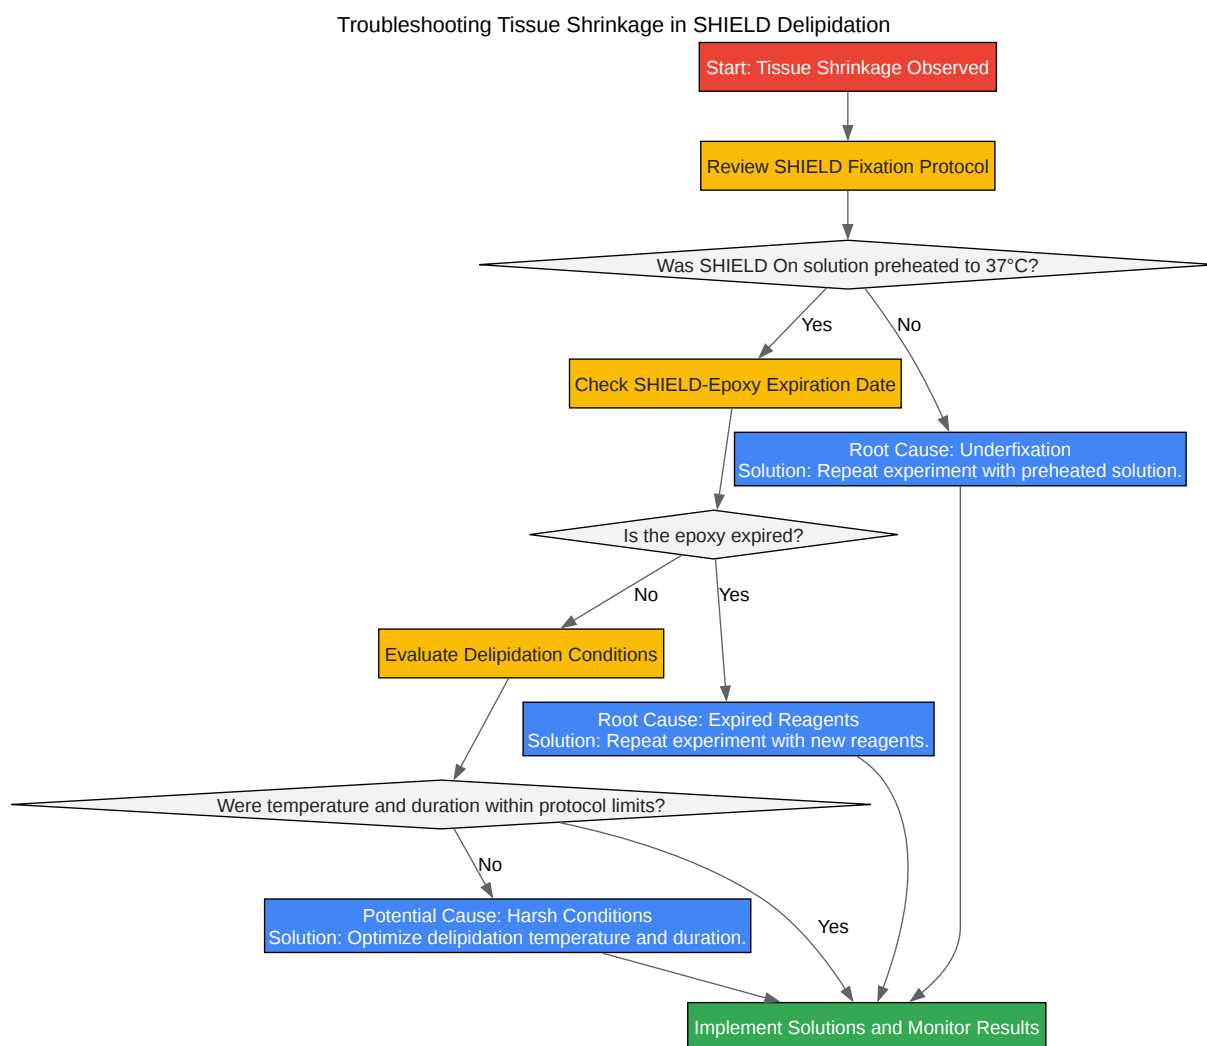 Troubleshooting Tissue Shrinkage in SHIELD Delipidation
Start: Tissue Shrinkage Observed
Review SHIELD Fixation Protocol
Was SHIELD On solution preheated to 37°C?
Yes
No
Check SHIELD-Epoxy Expiration Date
Root Cause: Underfixation
Solution: Repeat experiment with preheated solution.
Is the epoxy expired?
No
Yes
Evaluate Delipidation Conditions
Root Cause: Expired Reagents
Solution: Repeat experiment with new reagents.
Were temperature and duration within protocol limits?
No
Potential Cause: Harsh Conditions
Solution: Optimize delipidation temperature and duration.
Yes
Implement Solutions and Monitor Results